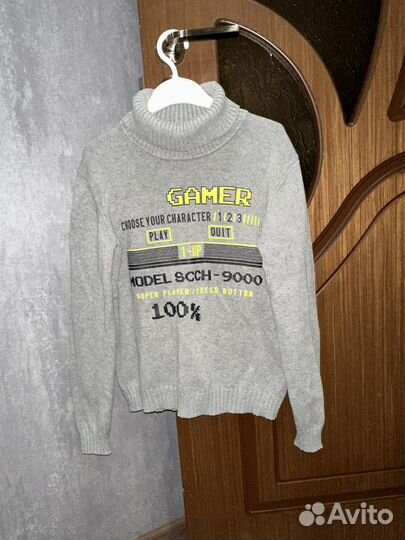 GAMER
CHOOSE YOUR CHARACTER / 1/2/3/////
PLAY QUIT
1-UP
MODEL SCCH-9000
SUPER PLAYER / PRESS BUTTON
100%
Avito